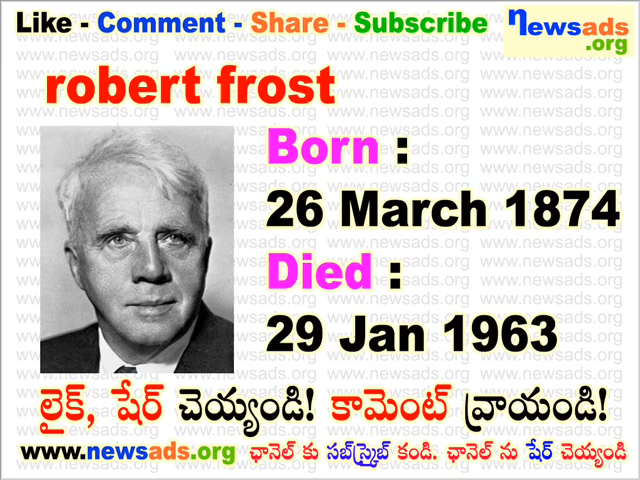 Like - Comment - Share - Subscribe
newsads
.org
robert frost
Born :
26 March 1874
Died :
29 Jan 1963
లైక్, షేర్ చెయ్యండి! కామెంట్ వ్రాయండి!
www.newsads.org ఛానెల్ కు సబ్‌స్క్రైబ్ కండి. ఛానెల్ ను షేర్ చెయ్యండి